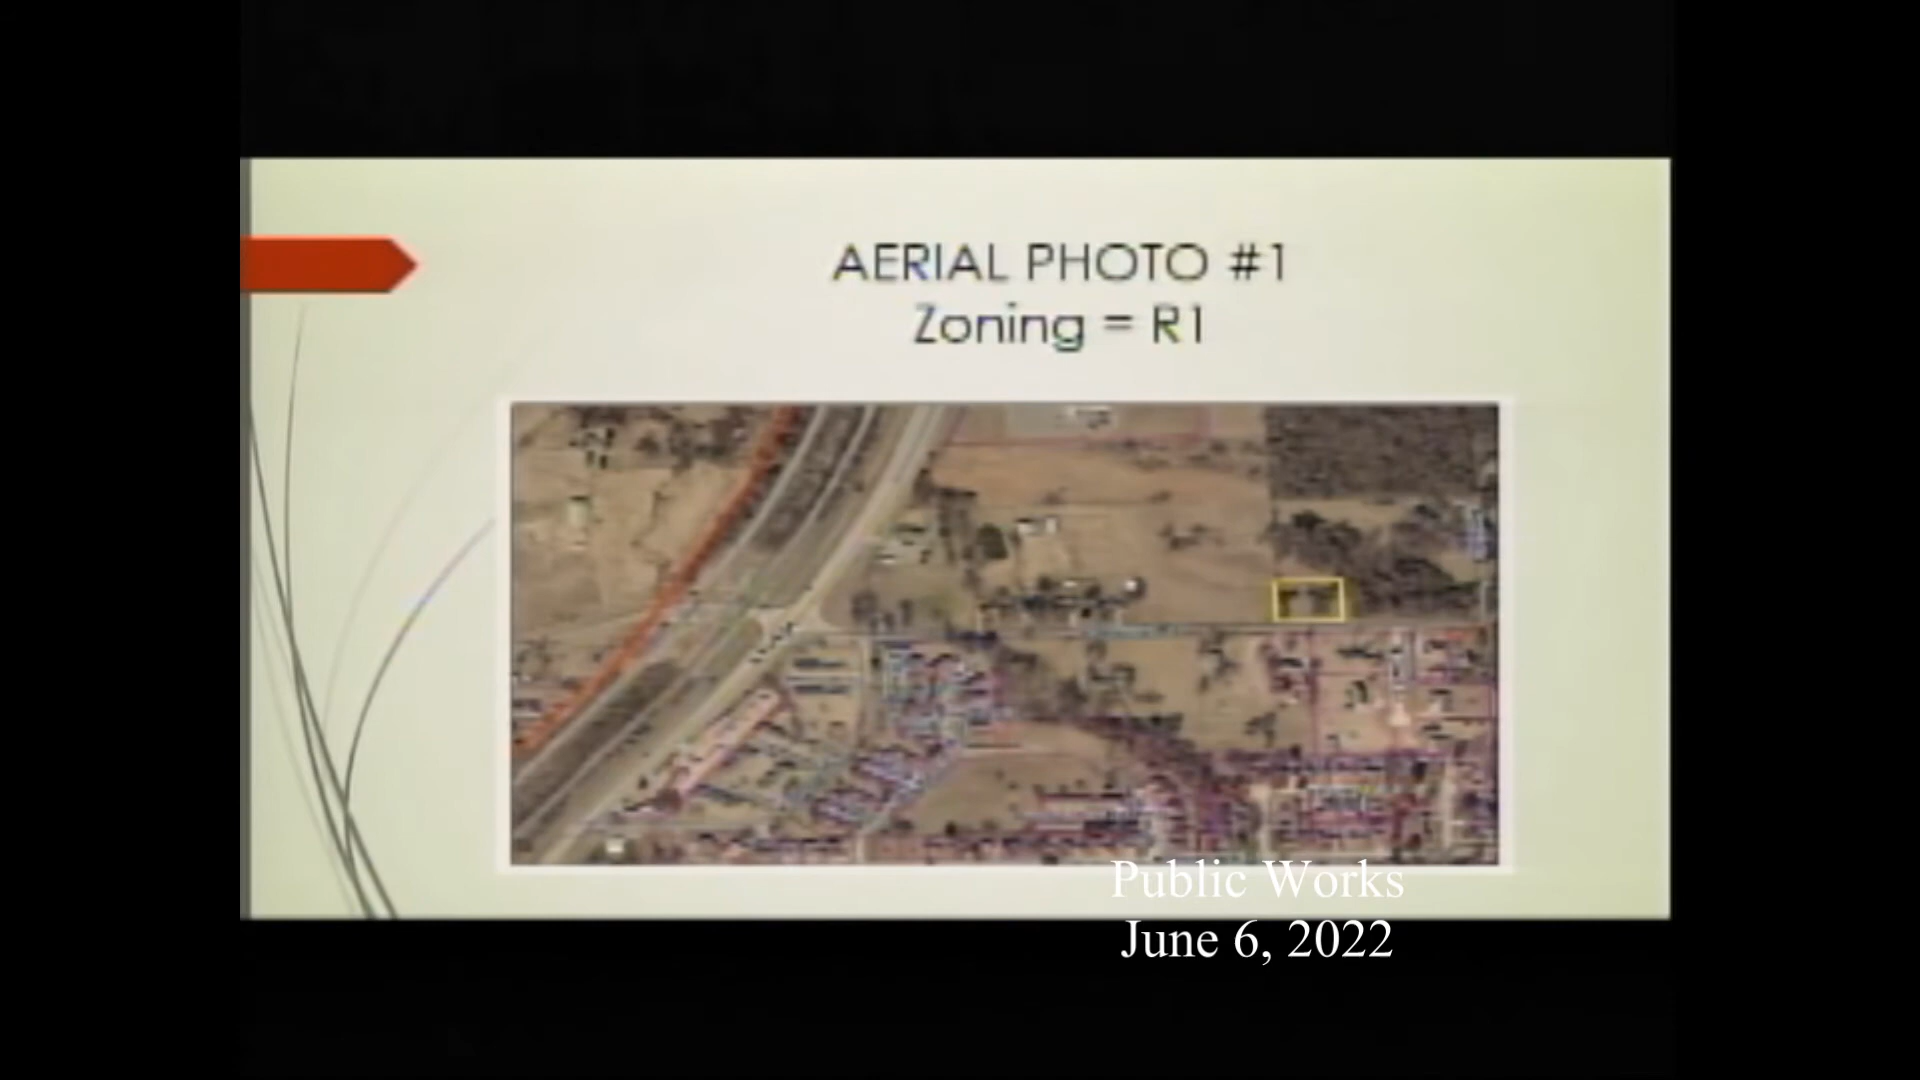 AERIAL PHOTO #1
Zoning = R1
Public Works
June 6, 2022